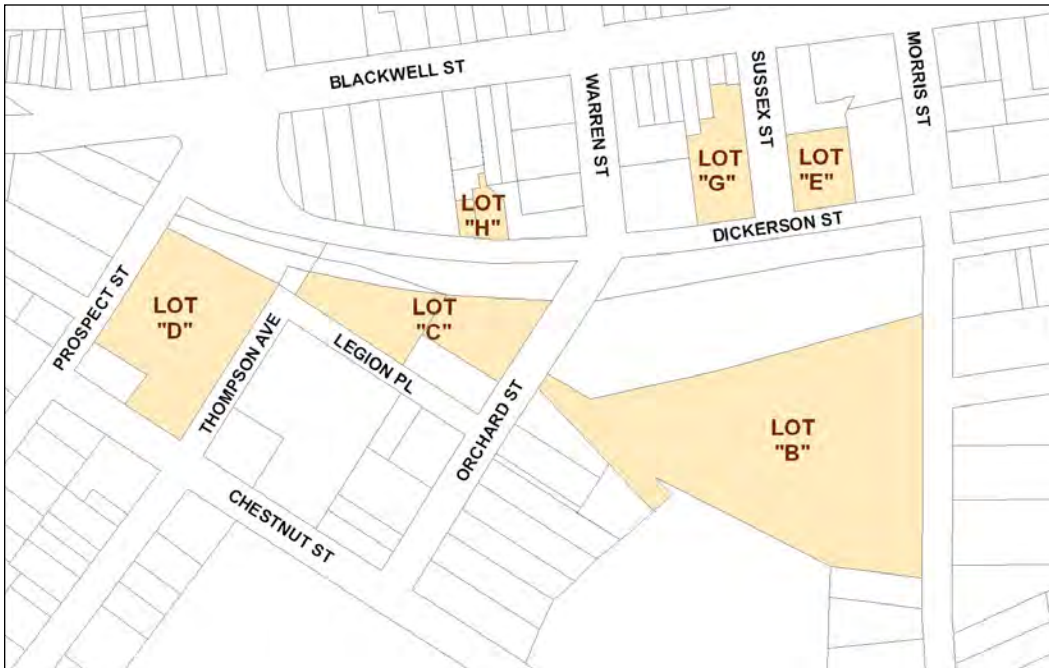 BLACKWELL ST
WARREN ST
SUSSEX ST
MORRIS ST
LOT
"G"
LOT
"E"
LOT
"H"
DICKERSON ST
PROSPECT ST
LOT
"D"
THOMPSON AVE
LOT
"C"
LEGION PL
ORCHARD ST
LOT
"B"
CHESTNUT ST